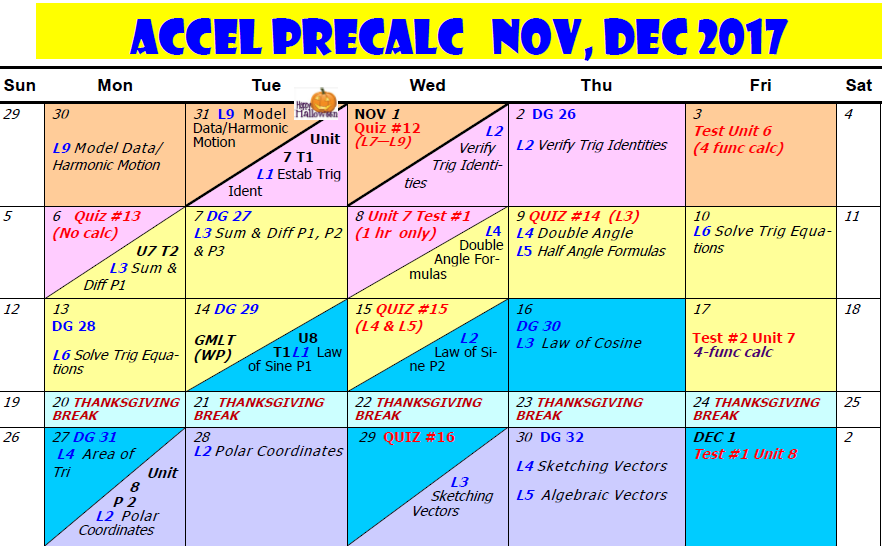 ACCEL PRECALC NOV, DEC 2017
Sun Mon Tue Wed Thu Fri Sat
29
30
L9 Model Data/
Harmonic Motion
31 L9 Model
Data/Harmonic
Motion
Happy
Halloween
Unit
7 T1
L1 Estab Trig
Ident
NOV 1
Quiz #12
(L7—L9)
L2
Verify
Trig Identi-
ties
2 DG 26
L2 Verify Trig Identities
3
Test Unit 6
(4 func calc)
4
5
6 Quiz #13
(No calc)
U7 T2
L3 Sum &
Diff P1
7 DG 27
L3 Sum & Diff P1, P2
& P3
8 Unit 7 Test #1
(1 hr only)
L4
Double
Angle For-
mulas
9 QUIZ #14 (L3)
L4 Double Angle
L5 Half Angle Formulas
10
L6 Solve Trig Equa-
tions
11
12
13
DG 28
L6 Solve Trig Equa-
tions
14 DG 29
GMLT
(WP)
U8
T1 L1 Law
of Sine P1
15 QUIZ #15
(L4 & L5)
L2
Law of Si-
ne P2
16
DG 30
L3 Law of Cosine
17
Test #2 Unit 7
4-func calc
18
19
20 THANKSGIVING
BREAK
21 THANKSGIVING
BREAK
22 THANKSGIVING
BREAK
23 THANKSGIVING
BREAK
24 THANKSGIVING
BREAK
25
26
27 DG 31
L4 Area of
Tri
Unit
8
P 2
L2 Polar
Coordinates
28
L2 Polar Coordinates
29 QUIZ #16
L3
Sketching
Vectors
30 DG 32
L4 Sketching Vectors
L5 Algebraic Vectors
DEC 1
Test #1 Unit 8
2